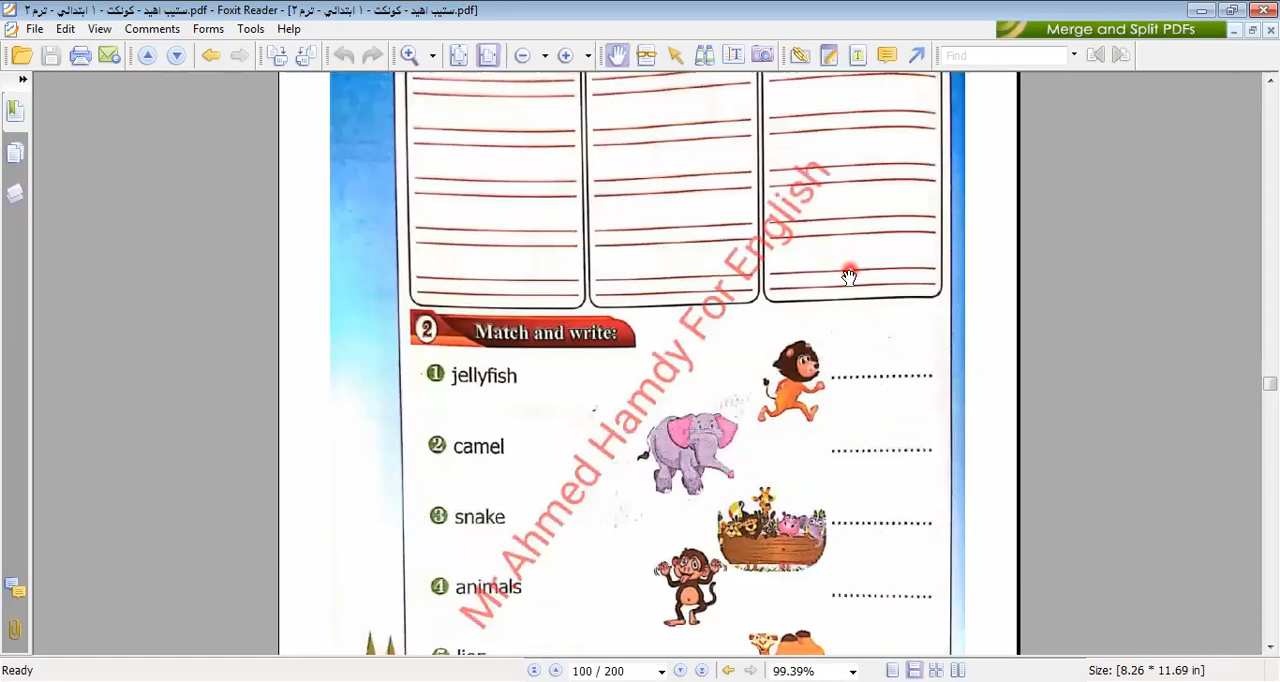 ستيب اهيد - كونكت - ١ ابتدائي - ترم ٢.pdf - Foxit Reader - [ستيب اهيد - كونكت - ١ ابتدائي - ترم ٢.pdf]
File Edit View Comments Forms Tools Help
Merge and Split PDFs
Find
2 Match and write:
1 jellyfish
2 camel
3 snake
4 animals
Mr.Ahmed Hamdy For English
Ready
100 / 200
99.39%
Size: [8.26 * 11.69 in]